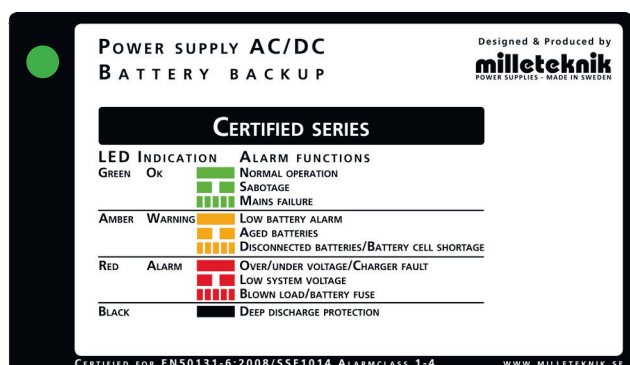 Power supply AC/DC
Battery backup
Designed & Produced by
milleteknik
POWER SUPPLIES - MADE IN SWEDEN
Certified series
LED Indication Alarm functions
Green Ok Normal operation
Sabotage
Mains failure
Amber Warning Low battery alarm
Aged batteries
Disconnected batteries/Battery cell shortage
Red Alarm Over/under voltage/Charger fault
Low system voltage
Blown load/battery fuse
Black Deep discharge protection
Certified for EN50131-6:2008/SSF1014 Alarmclass 1-4 www.milleteknik.se